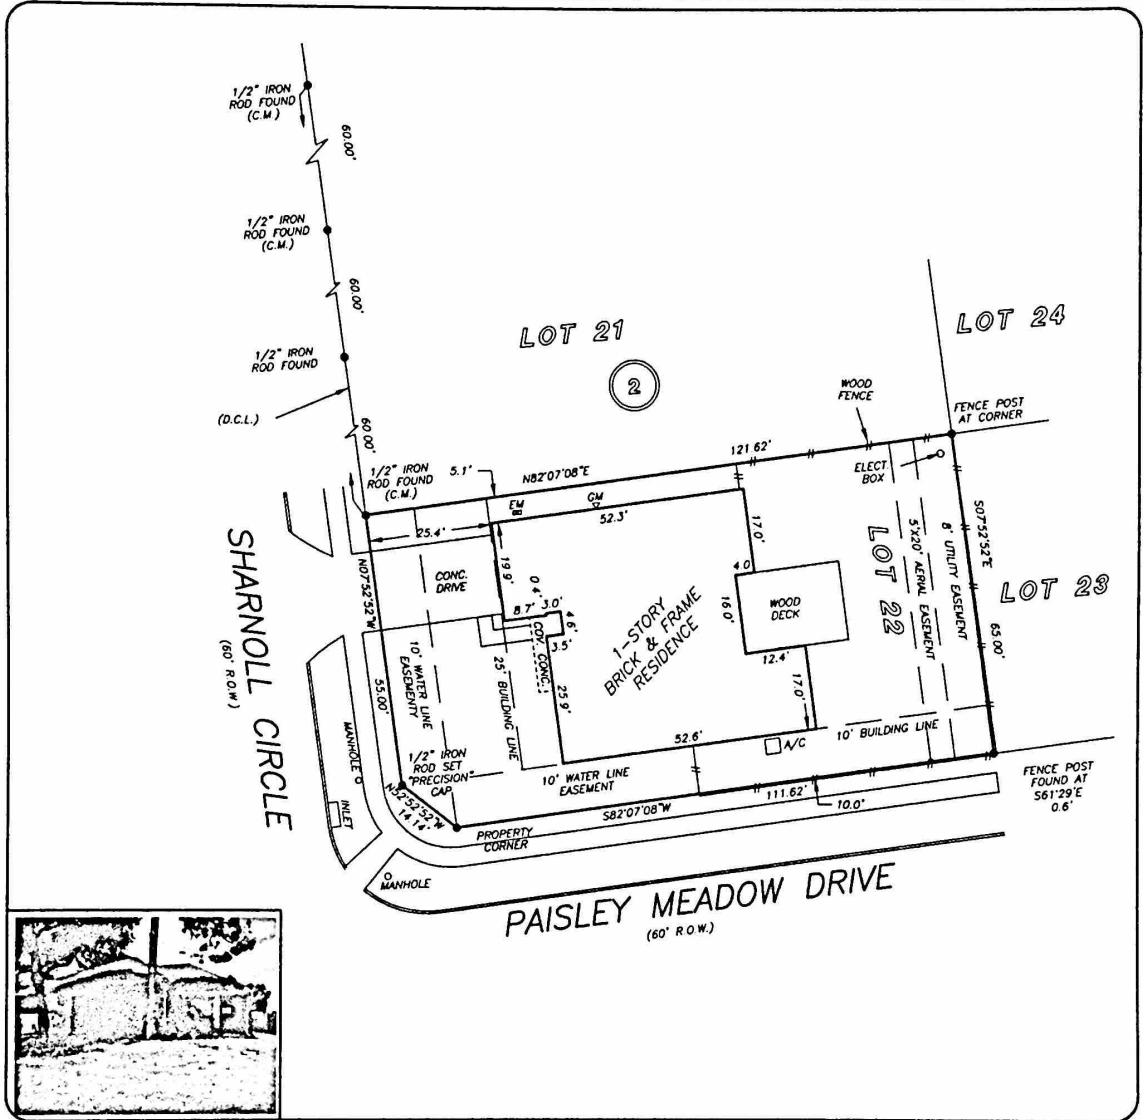 1/2" IRON
ROD FOUND
(C.M.)
60.00'
1/2" IRON
ROD FOUND
(C.M.)
60.00'
1/2" IRON
ROD FOUND
(D.C.L.)
60.00'
1/2" IRON
ROD FOUND
(C.M.)
LOT 21
2
LOT 24
WOOD
FENCE
FENCE POST
AT CORNER
121.62'
N82°07'08"E
5.1'
ELECT.
BOX
EM
GM
52.3'
25.4'
19.9'
CONC.
DRIVE
0.4'
8.7'
3.0'
4.6'
3.5'
COV. CONC.
25.9'
1-STORY
BRICK & FRAME
RESIDENCE
17.0'
4.0
16.0'
WOOD
DECK
12.4'
17.0'
LOT 22
5'X20' AERIAL EASEMENT
8' UTILITY EASEMENT
S07°52'52"E
65.00'
LOT 23
SHARNOLL CIRCLE
(60' R.O.W)
N07°52'52"W
55.00'
10' WATER LINE
EASEMENTY
25' BUILDING LINE
52.6'
A/C
10' BUILDING LINE
10' WATER LINE
EASEMENT
1/2" IRON
ROD SET
"PRECISION"
CAP
N52°52'52"W
14.14'
MANHOLE
INLET
PROPERTY
CORNER
S82°07'08"W
111.62'
10.0'
FENCE POST
FOUND AT
S61°29'E
0.6'
MANHOLE
PAISLEY MEADOW DRIVE
(60' R.O.W.)